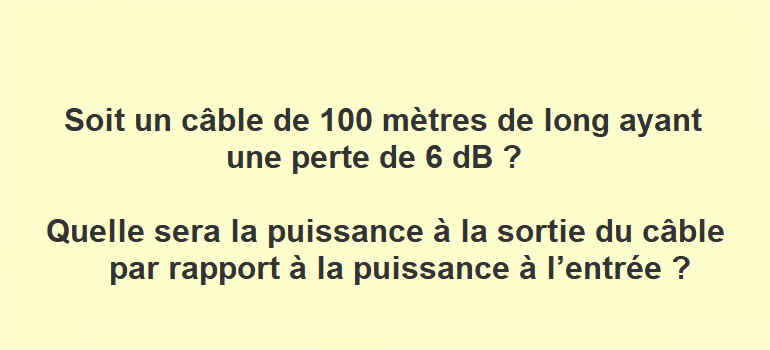 Soit un câble de 100 mètres de long ayant
une perte de 6 dB ?
Quelle sera la puissance à la sortie du câble
par rapport à la puissance à l’entrée ?